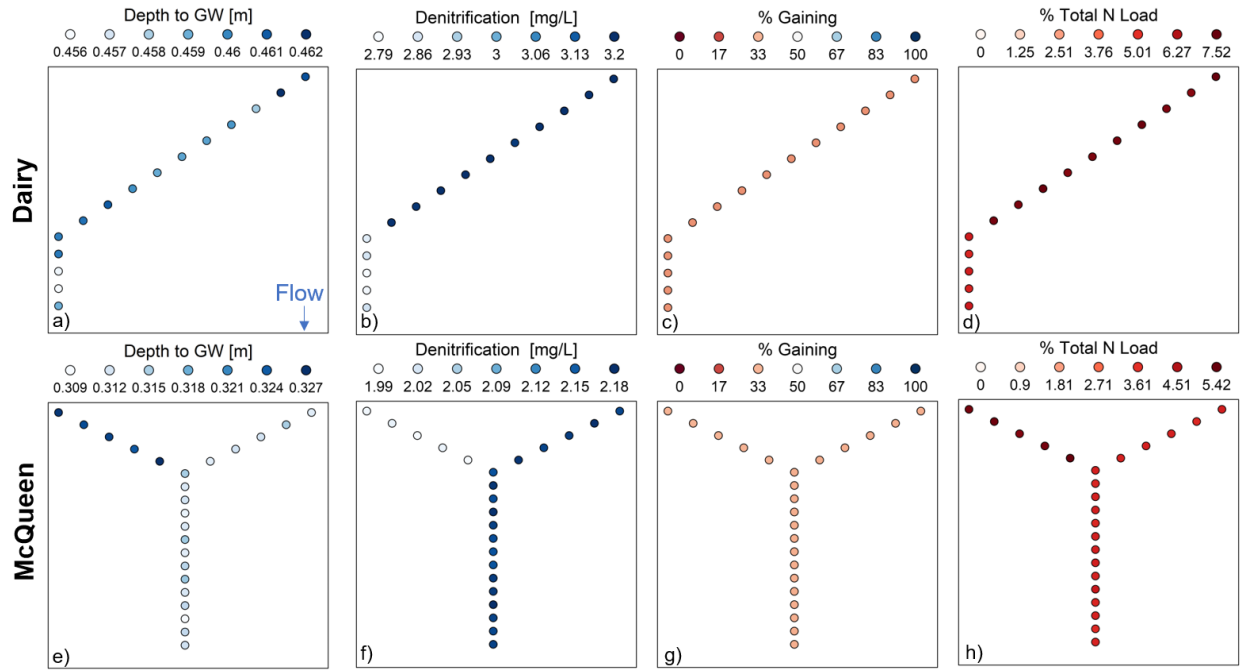 Depth to GW [m]
0.456 0.457 0.458 0.459 0.46 0.461 0.462
Denitrification [mg/L]
2.79 2.86 2.93 3 3.06 3.13 3.2
% Gaining
0 17 33 50 67 83 100
% Total N Load
0 1.25 2.51 3.76 5.01 6.27 7.52
Dairy
Flow
a)
b)
c)
d)
Depth to GW [m]
0.309 0.312 0.315 0.318 0.321 0.324 0.327
Denitrification [mg/L]
1.99 2.02 2.05 2.09 2.12 2.15 2.18
% Gaining
0 17 33 50 67 83 100
% Total N Load
0 0.9 1.81 2.71 3.61 4.51 5.42
McQueen
e)
f)
g)
h)